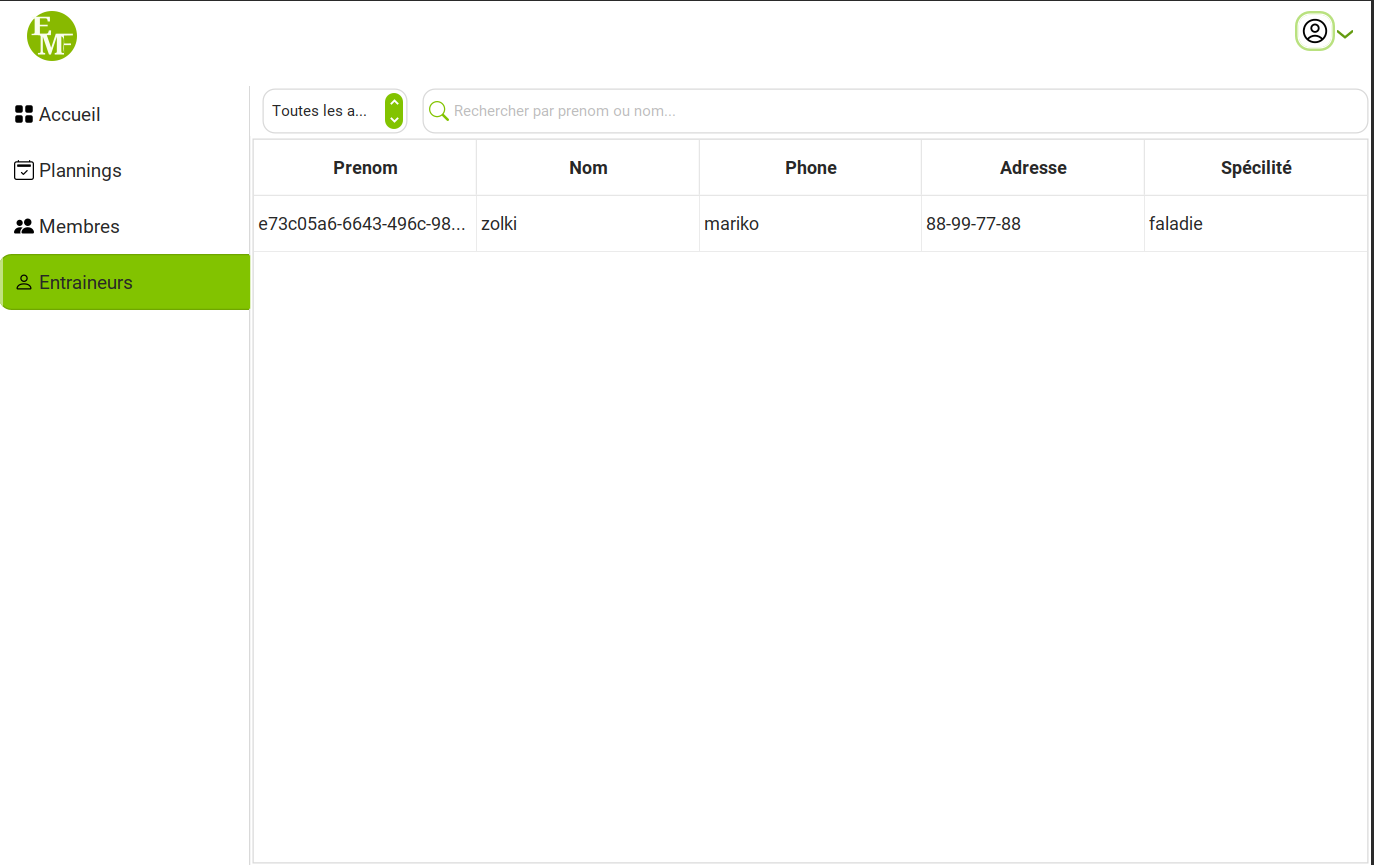 EMF
Accueil
Plannings
Membres
Entraineurs
Toutes les a...
Rechercher par prenom ou nom...
Prenom Nom Phone Adresse Spécilité
e73c05a6-6643-496c-98... zolki mariko 88-99-77-88 faladie